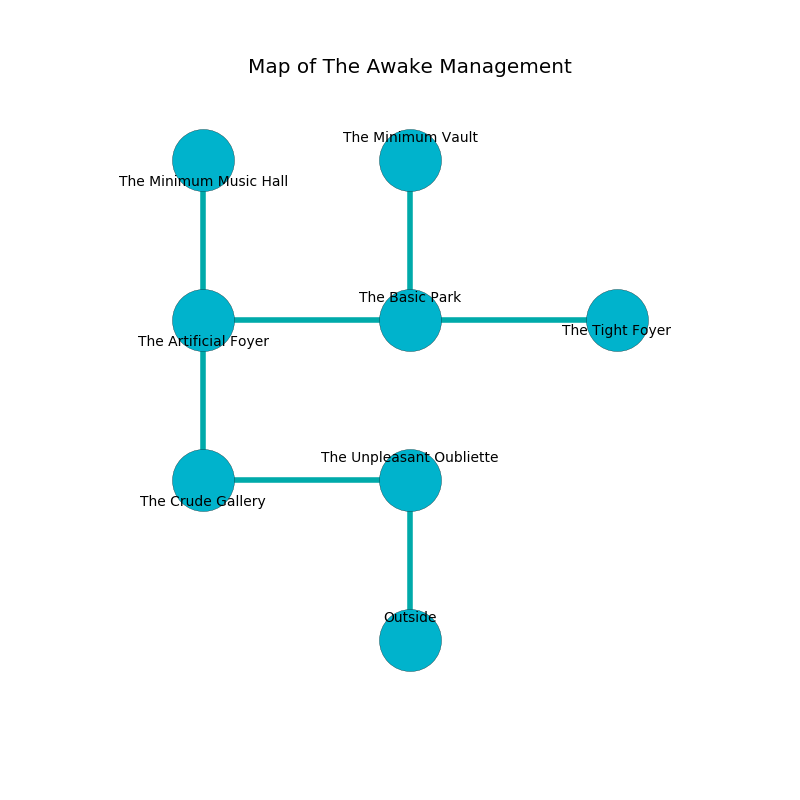 Map of The Awake Management
The Minimum Vault
The Minimum Music Hall
The Basic Park
The Tight Foyer
The Artificial Foyer
The Unpleasant Oubliette
The Crude Gallery
Outside